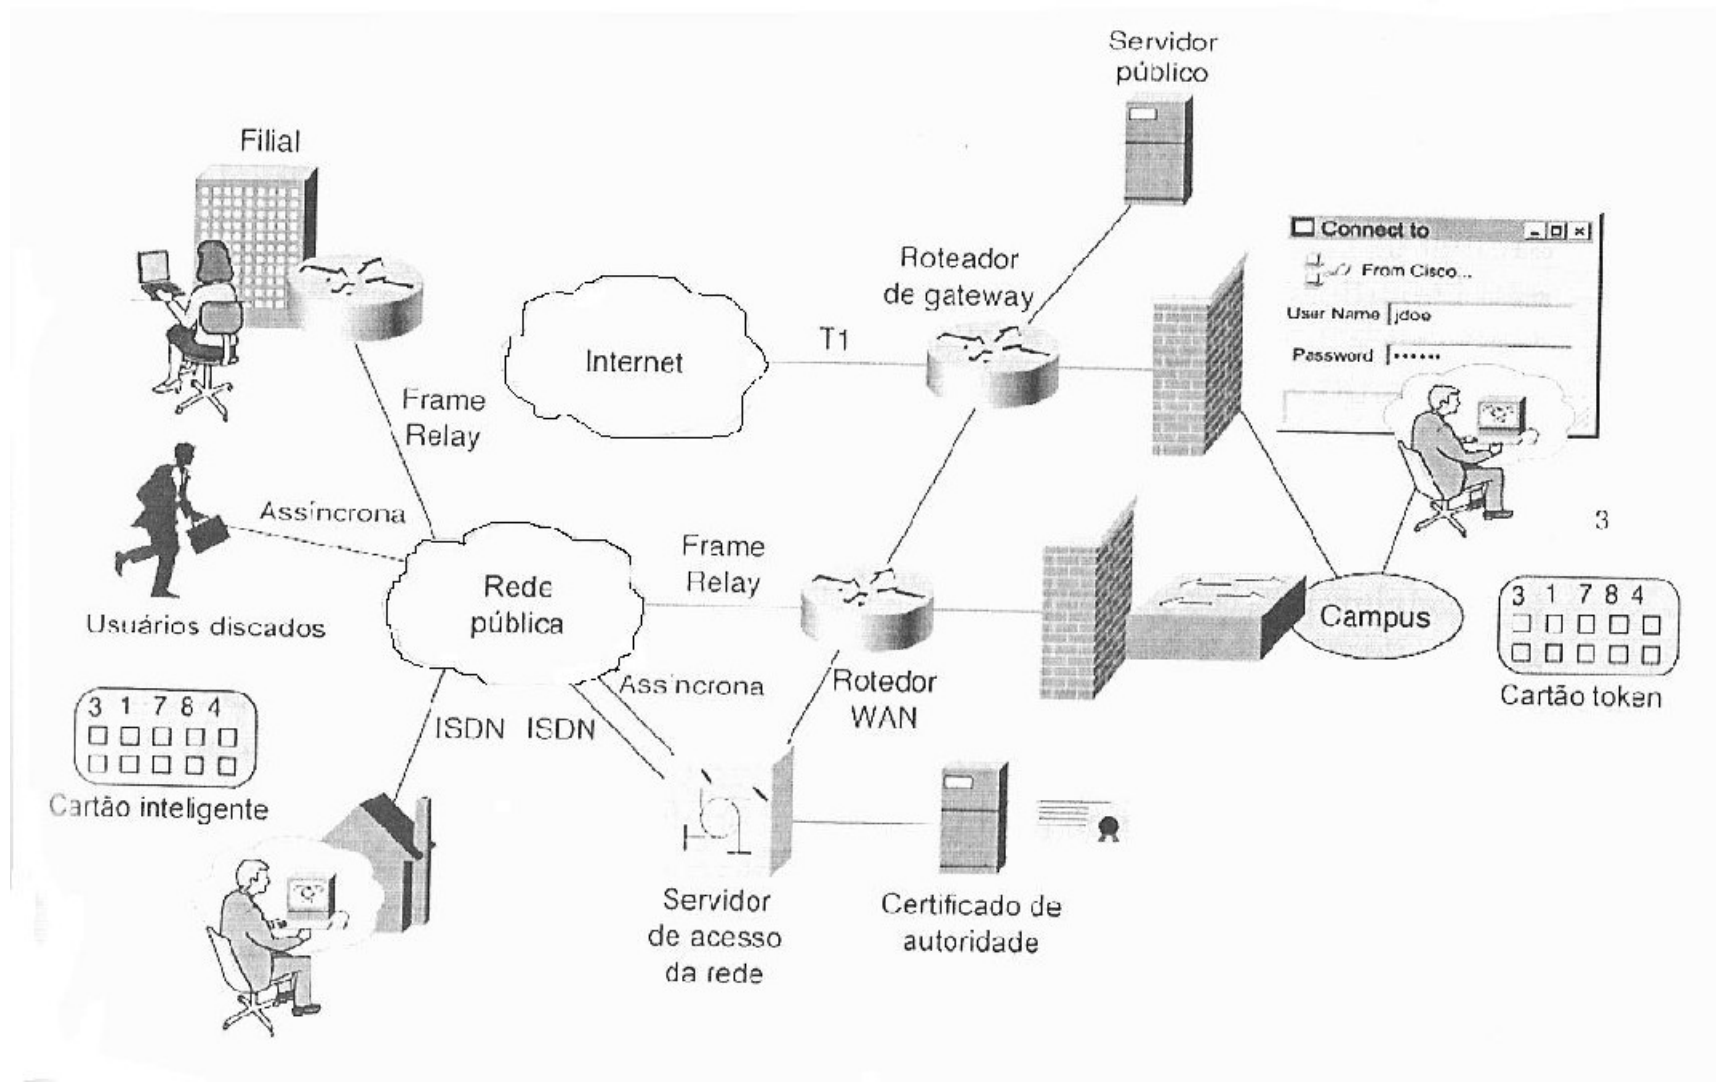 Servidor
público
Filial
Connect to
From Cisco...
User Name jdoe
Password ••••••
Roteador
de gateway
T1
Internet
Frame
Relay
Assíncrona
Usuários discados
Rede
pública
Frame
Relay
Rotedor
WAN
Campus
3
3 1 7 8 4
Cartão token
Assíncrona
ISDN ISDN
3 1 7 8 4
Cartão inteligente
Servidor
de acesso
da rede
Certificado de
autoridade